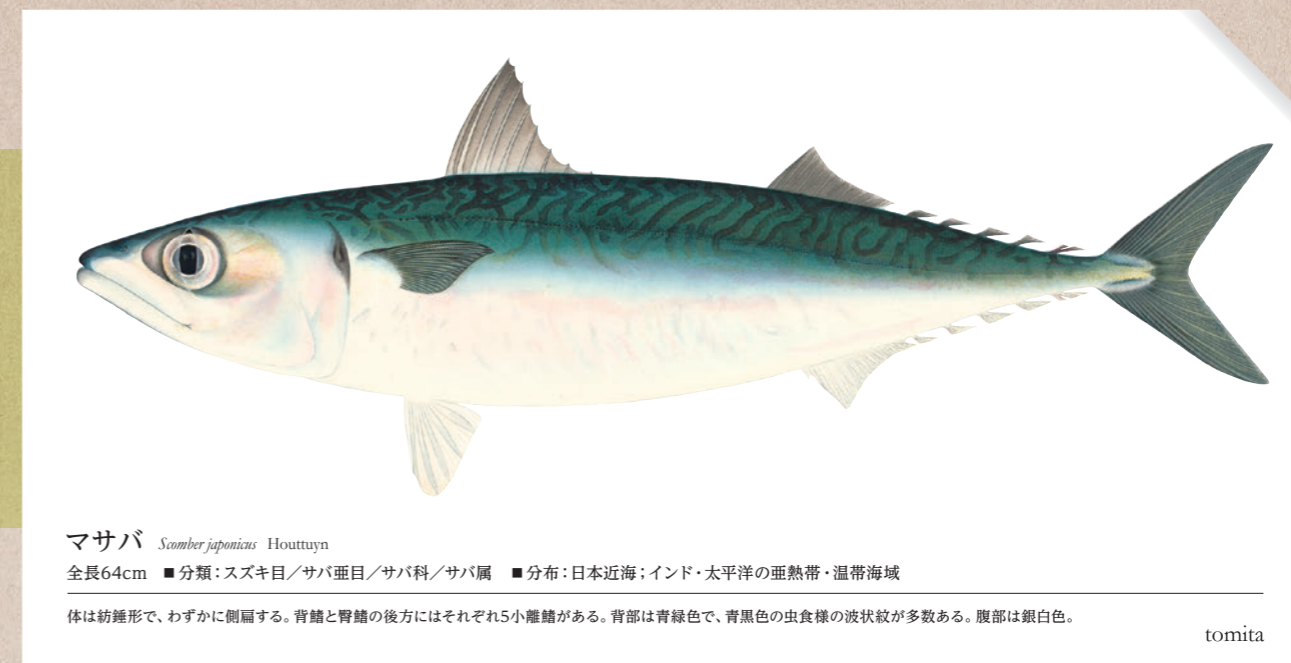 マサバ Scomber japonicus Houttuyn
全長64cm ■分類：スズキ目／サバ亜目／サバ科／サバ属 ■分布：日本近海；インド・太平洋の亜熱帯・温帯海域
体は紡錘形で、わずかに側扁する。背鰭と臀鰭の後方にはそれぞれ5小離鰭がある。背部は青緑色で、青黒色の虫食様の波状紋が多数ある。腹部は銀白色。
tomita